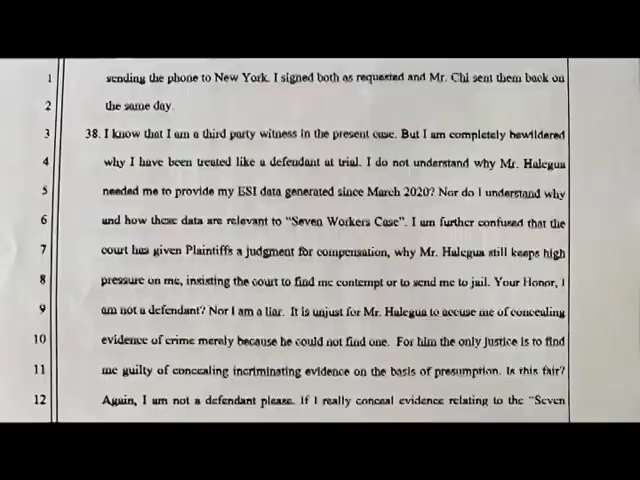 1 sending the phone to New York. I signed both as requested and Mr. Chi sent them back on
2 the same day.
3 38. I know that I am a third party witness in the present case. But I am completely bewildered
4 why I have been treated like a defendant at trial. I do not understand why Mr. Halegua
5 needed me to provide my ESI data generated since March 2020? Nor do I understand why
6 and how these data are relevant to "Seven Workers Case". I am further confused that the
7 court has given Plaintiffs a judgment for compensation, why Mr. Halegua still keeps high
8 pressure on me, insisting the court to find me contempt or to send me to jail. Your Honor, I
9 am not a defendant? Nor I am a liar. It is unjust for Mr. Halegua to accuse me of concealing
10 evidence of crime merely because he could not find one. For him the only justice is to find
11 me guilty of concealing incriminating evidence on the basis of presumption. Is this fair?
12 Again, I am not a defendant please. If I really conceal evidence relating to the "Seven